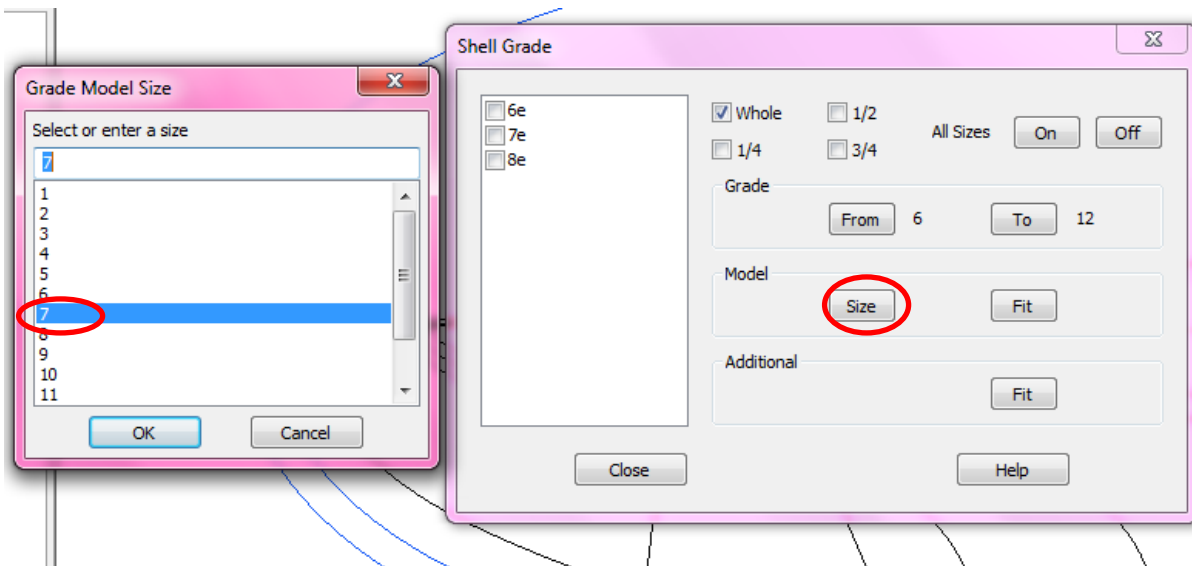 Grade Model Size
Select or enter a size
7
1
2
3
4
5
6
7
8
9
10
11
OK Cancel
Shell Grade
6e
7e
8e
Whole 1/2
1/4 3/4
All Sizes On Off
Grade
From 6 To 12
Model
Size Fit
Additional
Fit
Close Help